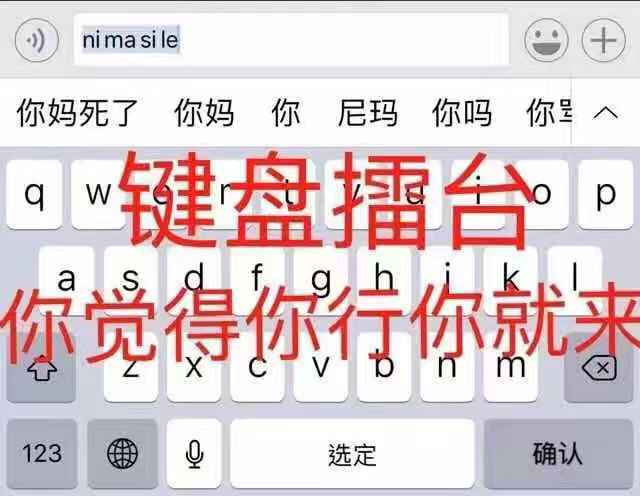 ni ma si le
你妈死了 你妈 你 尼玛 你吗 你骂
q w e r t y u i o p
键盘擂台
a s d f g h j k l
你觉得你行你就来
z x c v b n m
123 选定 确认